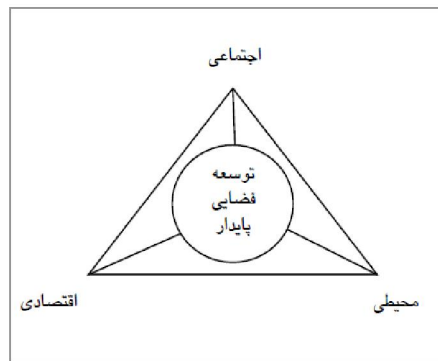 اجتماعی
توسعه
فضایی
پایدار
محیطی
اقتصادی